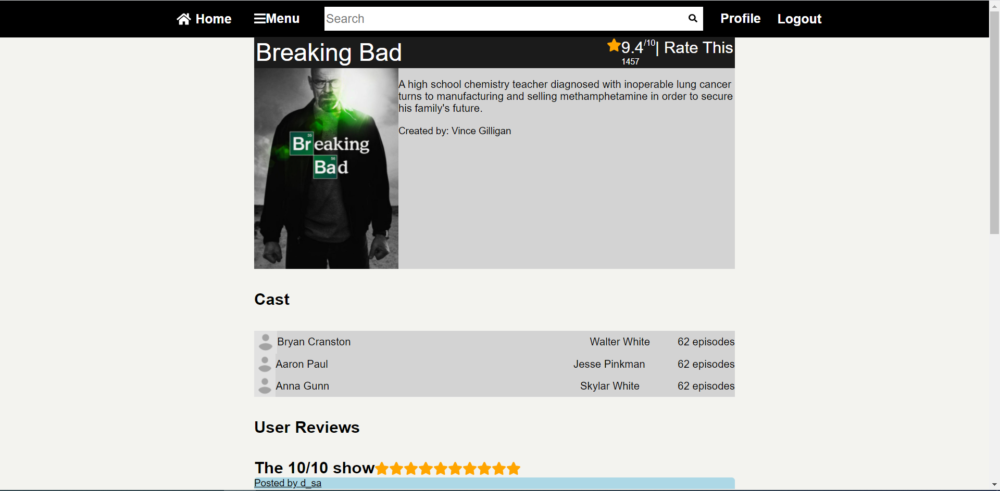 Home Menu Search Profile Logout
Breaking Bad
9.4/10| Rate This
1457
A high school chemistry teacher diagnosed with inoperable lung cancer
turns to manufacturing and selling methamphetamine in order to secure
his family's future.
Created by: Vince Gilligan
35
Breaking
56
Bad
Cast
Bryan Cranston Walter White 62 episodes
Aaron Paul Jesse Pinkman 62 episodes
Anna Gunn Skylar White 62 episodes
User Reviews
The 10/10 show
Posted by d_sa